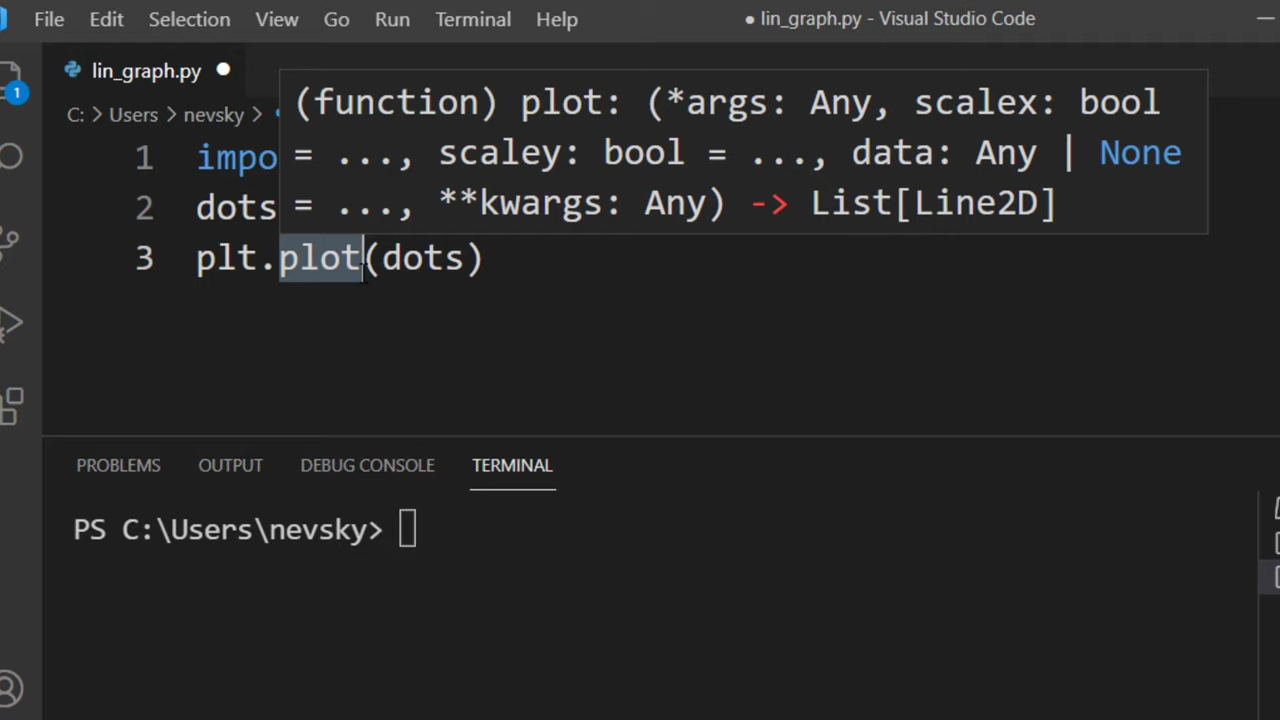 File Edit Selection View Go Run Terminal Help ● lin_graph.py - Visual Studio Code
1
lin_graph.py ●
C: > Users > nevsky >
(function) plot: (*args: Any, scalex: bool
= ..., scaley: bool = ..., data: Any | None
= ..., **kwargs: Any) -> List[Line2D]
1 impo
2 dots
3 plt.plot(dots)
PROBLEMS OUTPUT DEBUG CONSOLE TERMINAL
PS C:\Users\nevsky>